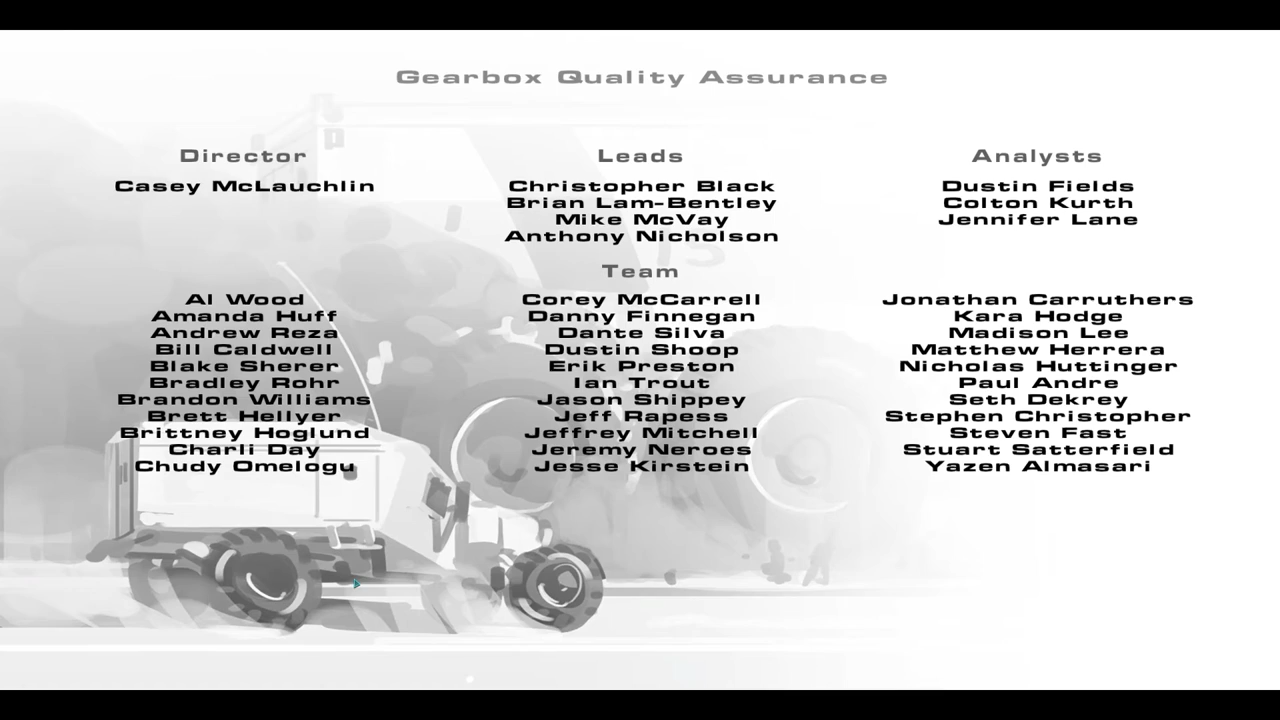 Gearbox Quality Assurance
Director
Casey McLauchlin
Leads
Christopher Black
Brian Lam-Bentley
Mike McVay
Anthony Nicholson
Analysts
Dustin Fields
Colton Kurth
Jennifer Lane
Team
Al Wood
Amanda Huff
Andrew Reza
Bill Caldwell
Blake Sherer
Bradley Rohr
Brandon Williams
Brett Hellyer
Brittney Hoglund
Charli Day
Chudy Omelogu
Corey McCarrell
Danny Finnegan
Dante Silva
Dustin Shoop
Erik Preston
Ian Trout
Jason Shippey
Jeff Rapess
Jeffrey Mitchell
Jeremy Neroes
Jesse Kirstein
Jonathan Carruthers
Kara Hodge
Madison Lee
Matthew Herrera
Nicholas Huttinger
Paul Andre
Seth Dekrey
Stephen Christopher
Steven Fast
Stuart Satterfield
Yazen Almasari